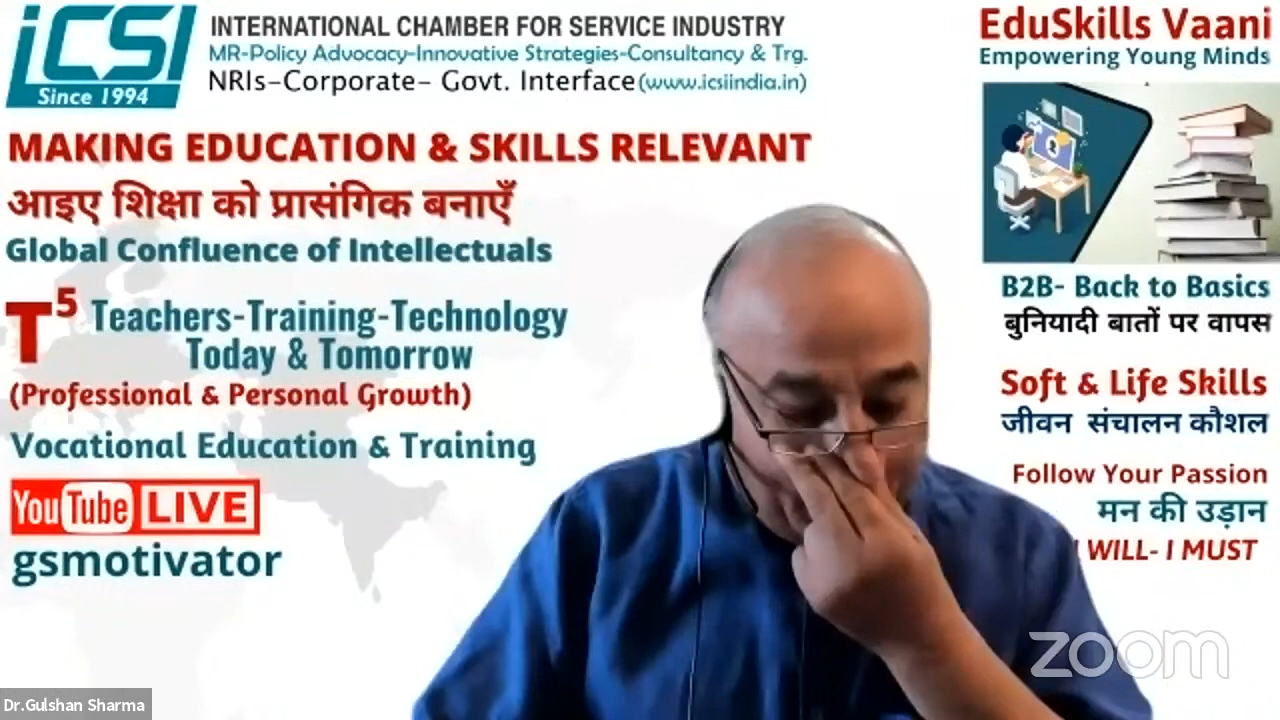 iCSI
Since 1994
INTERNATIONAL CHAMBER FOR SERVICE INDUSTRY
MR-Policy Advocacy-Innovative Strategies-Consultancy & Trg.
NRIs-Corporate- Govt. Interface (www.icsiindia.in)
MAKING EDUCATION & SKILLS RELEVANT
आइए शिक्षा को प्रासंगिक बनाएँ
Global Confluence of Intellectuals
T5 Teachers-Training-Technology
Today & Tomorrow
(Professional & Personal Growth)
Vocational Education & Training
YouTube LIVE
gsmotivator
EduSkills Vaani
Empowering Young Minds
B2B- Back to Basics
बुनियादी बातों पर वापस
Soft & Life Skills
जीवन संचालन कौशल
Follow Your Passion
मन की उड़ान
WILL- I MUST
zoom
Dr.Gulshan Sharma